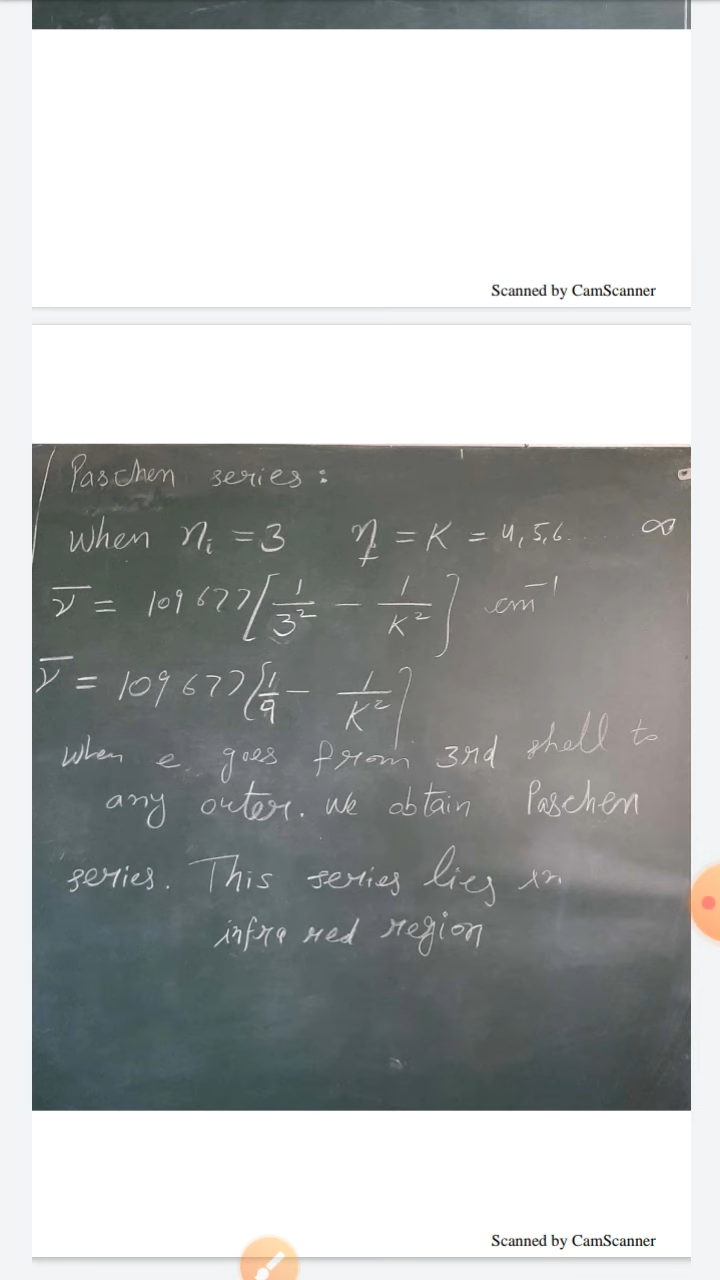 Scanned by CamScanner
Paschen series :
When n₁ = 3 η = K = 4, 5, 6 . . . . . ∞
ν̅ = 109677 [1/3² − 1/K²] cm⁻¹
ν̅ = 109677 [1/9 − 1/K²]
When e goes from 3rd shell to
any outer. We obtain Paschen
series. This series lies in
infra red region
Scanned by CamScanner